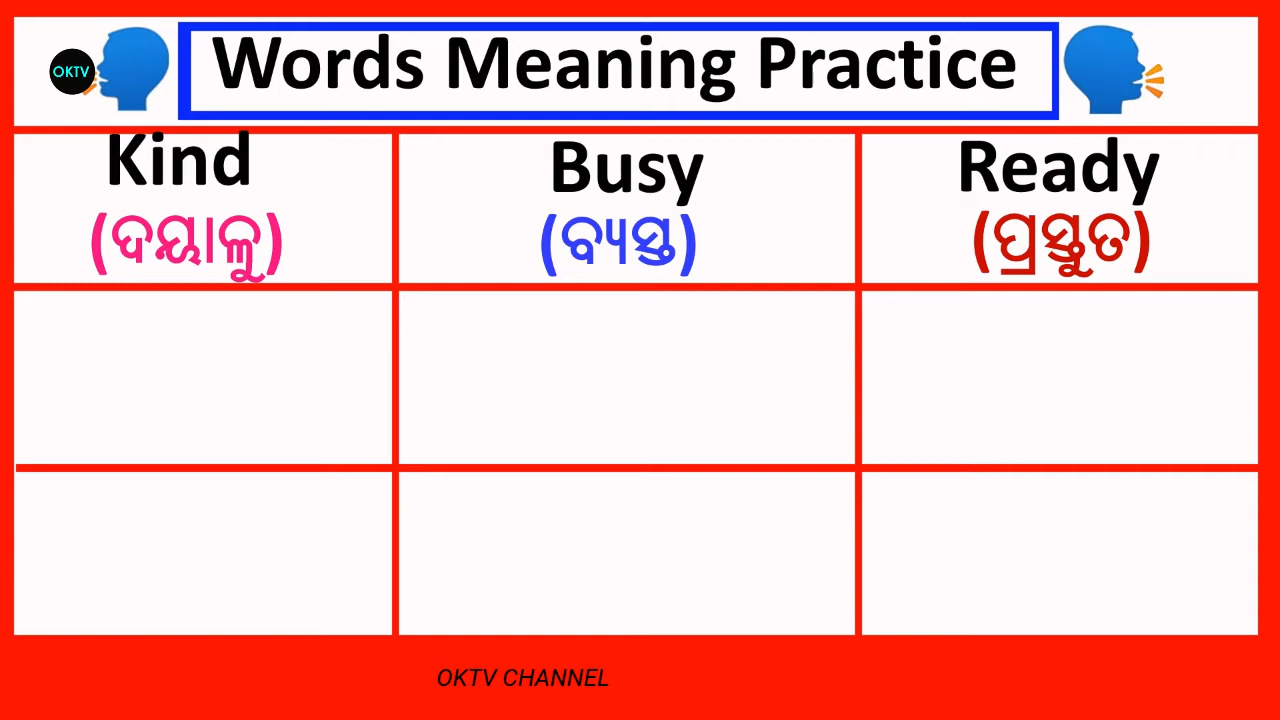 OKTV
Words Meaning Practice
Kind
(ଦୟାଳୁ)
Busy
(ବ୍ୟସ୍ତ)
Ready
(ପ୍ରସ୍ତୁତ)
OKTV CHANNEL